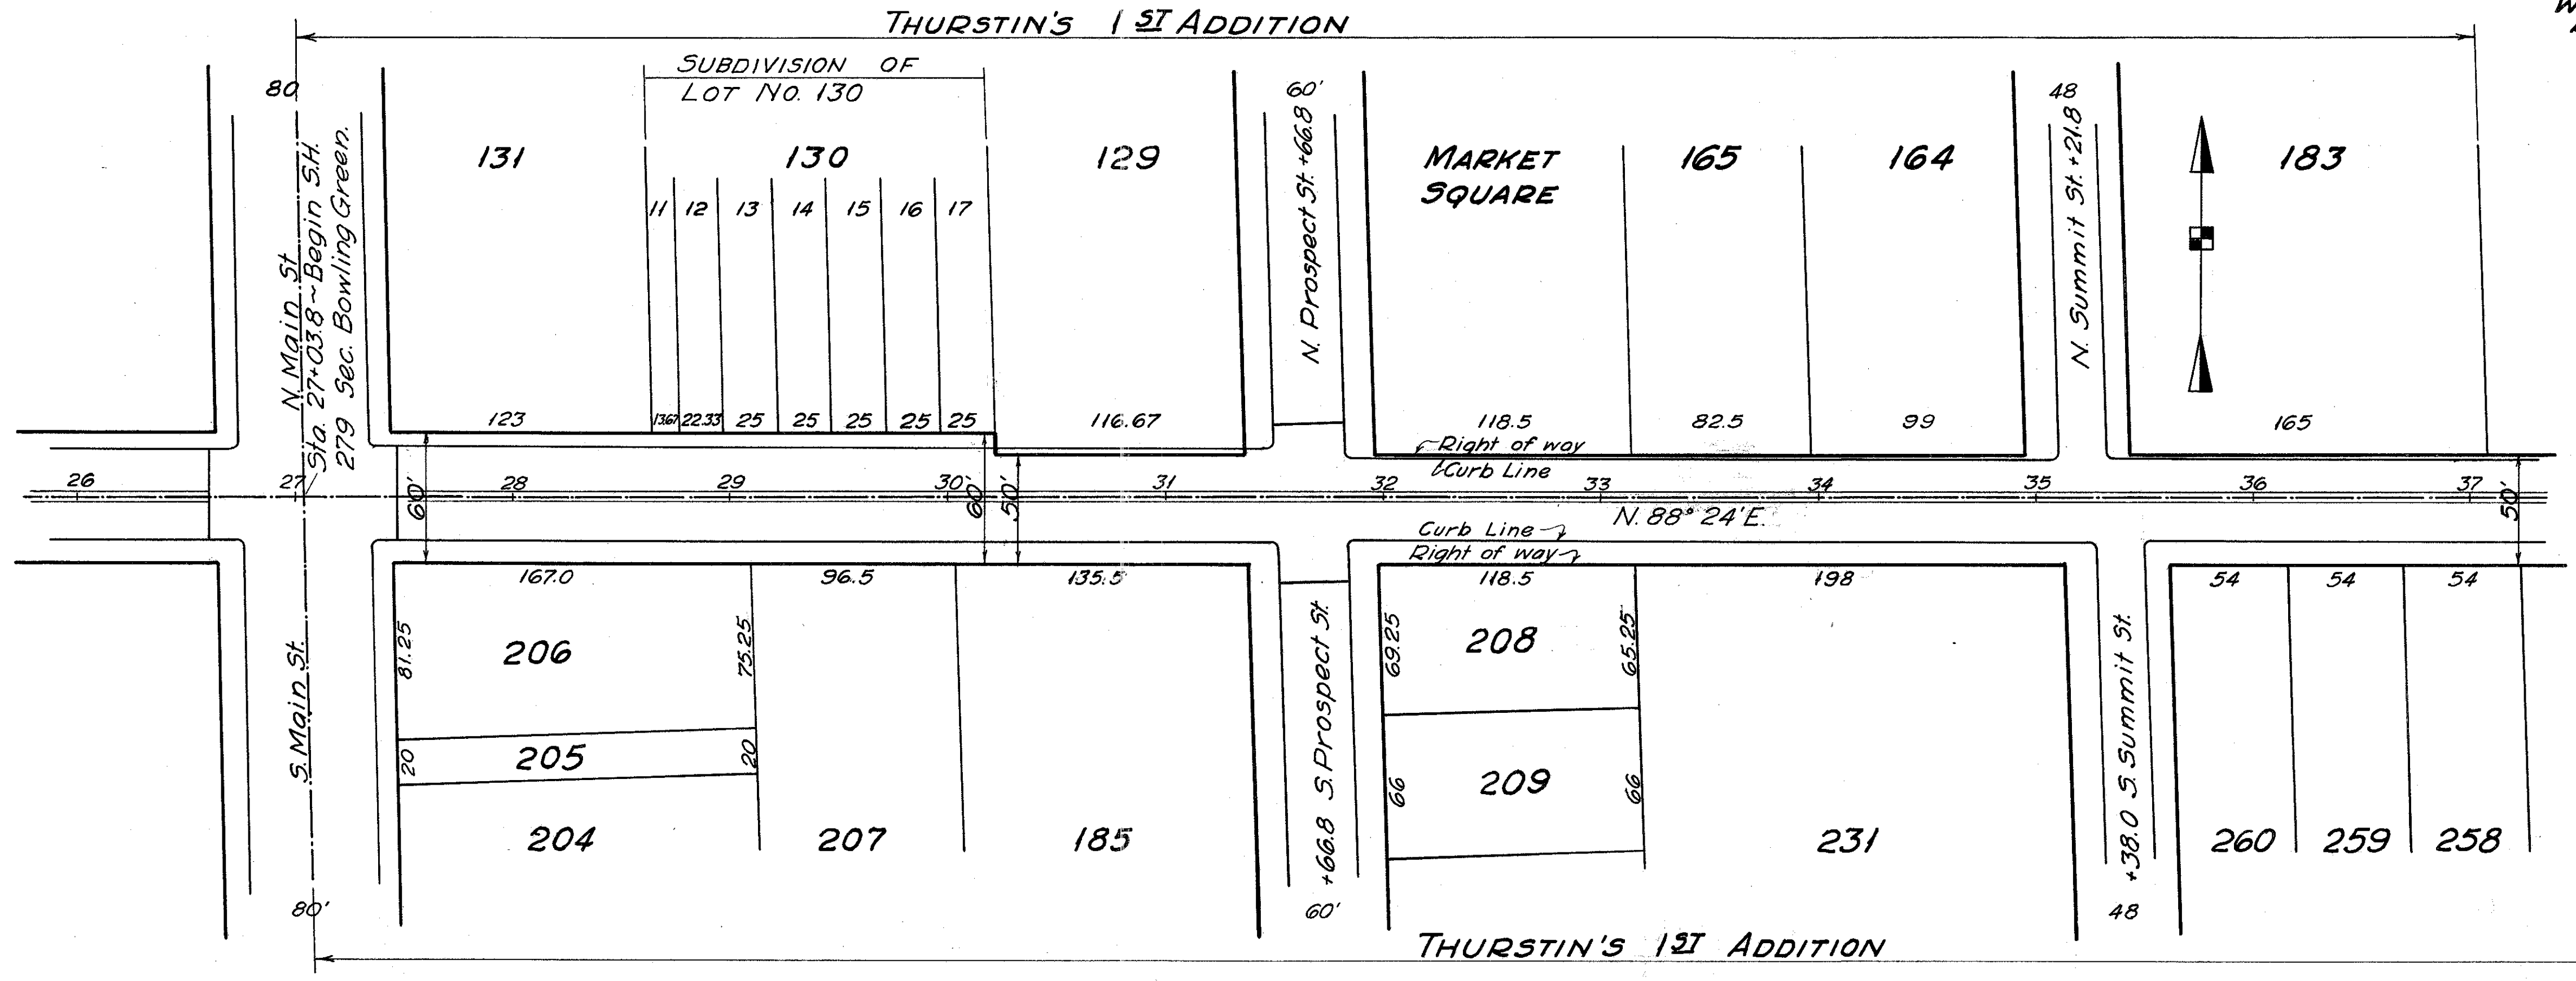 THURSTIN'S 1ST ADDITION
W
80
SUBDIVISION OF
LOT NO. 130
60'
48
131
130
129
MARKET
SQUARE
165
164
183
11 12 13 14 15 16 17
N. Main St
Sta. 27+03.8~Begin S.H.
279 Sec. Bowling Green.
N. Prospect St. +66.8
N. Summit St. +21.8
123
13.67 22.33 25 25 25 25 25
116.67
118.5
82.5
99
165
Right of way
Curb Line
26 27 28 29 30 31 32 33 34 35 36 37
60'
60'
50'
50'
N. 88° 24' E.
Curb Line
Right of way
167.0
96.5
135.5
118.5
198
54 54 54
81.25
206
75.25
69.25
208
65.25
S. Main St.
20
205
20
S. Prospect St.
+66.8
66
209
66
S. Summit St.
+38.0
204
207
185
231
260
259
258
80'
60'
48
THURSTIN'S 1ST ADDITION